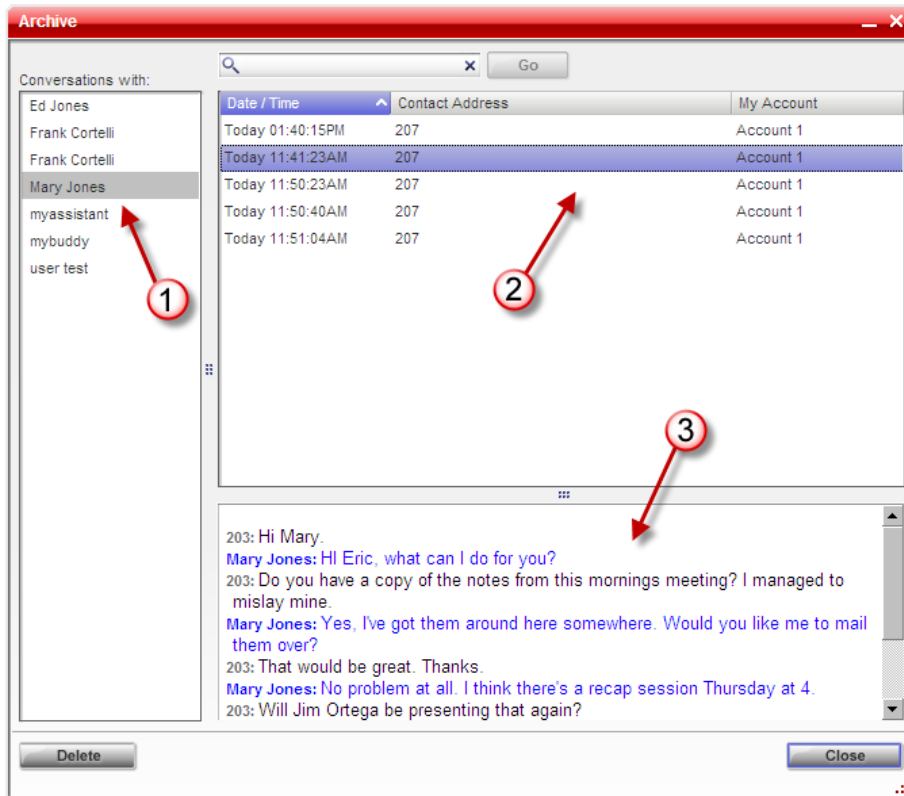 Archive
Go
Conversations with:
Ed Jones
Frank Cortelli
Frank Cortelli
Mary Jones
myassistant
mybuddy
user test
1
Date / Time Contact Address My Account
Today 01:40:15PM 207 Account 1
Today 11:41:23AM 207 Account 1
Today 11:50:23AM 207 Account 1
Today 11:50:40AM 207 Account 1
Today 11:51:04AM 207 Account 1
2
3
203: Hi Mary.
Mary Jones: HI Eric, what can I do for you?
203: Do you have a copy of the notes from this mornings meeting? I managed to
mislay mine.
Mary Jones: Yes, I've got them around here somewhere. Would you like me to mail
them over?
203: That would be great. Thanks.
Mary Jones: No problem at all. I think there's a recap session Thursday at 4.
203: Will Jim Ortega be presenting that again?
Delete Close